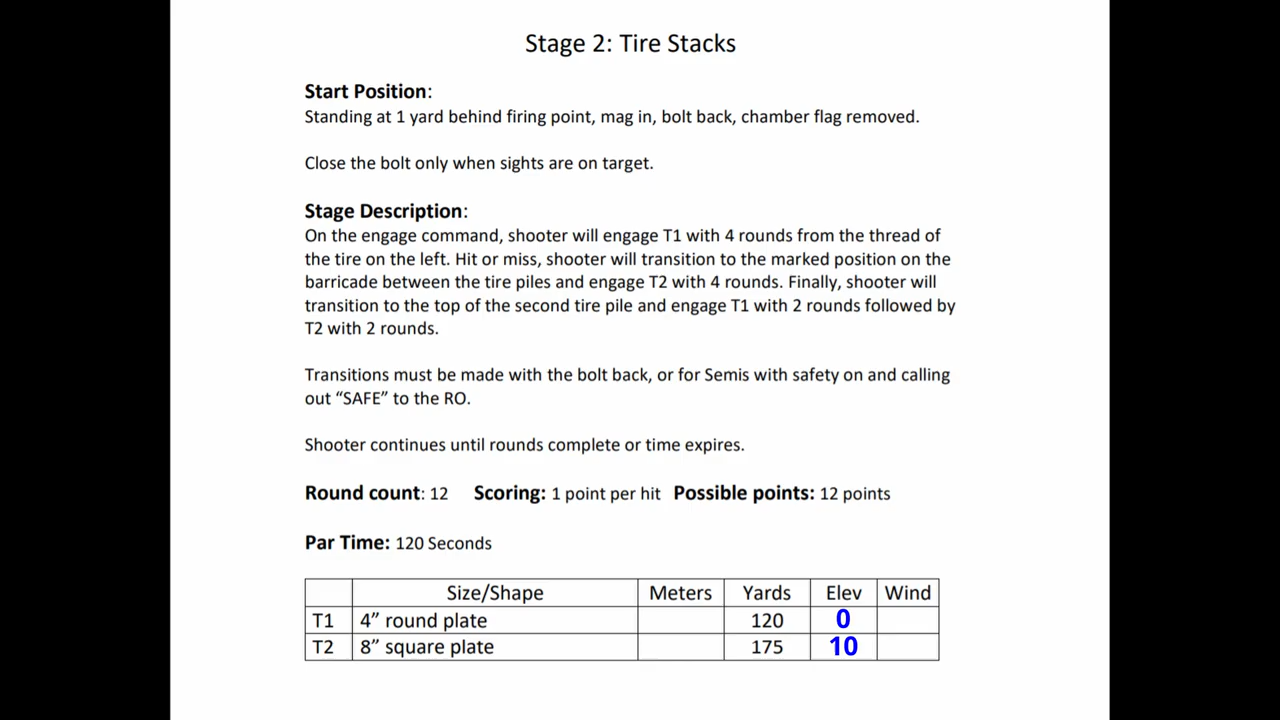 Stage 2: Tire Stacks
Start Position:
Standing at 1 yard behind firing point, mag in, bolt back, chamber flag removed.
Close the bolt only when sights are on target.
Stage Description:
On the engage command, shooter will engage T1 with 4 rounds from the thread of
the tire on the left. Hit or miss, shooter will transition to the marked position on the
barricade between the tire piles and engage T2 with 4 rounds. Finally, shooter will
transition to the top of the second tire pile and engage T1 with 2 rounds followed by
T2 with 2 rounds.
Transitions must be made with the bolt back, or for Semis with safety on and calling
out “SAFE” to the RO.
Shooter continues until rounds complete or time expires.
Round count: 12 Scoring: 1 point per hit Possible points: 12 points
Par Time: 120 Seconds
Size/Shape Meters Yards Elev Wind
T1 4” round plate 120 0
T2 8” square plate 175 10